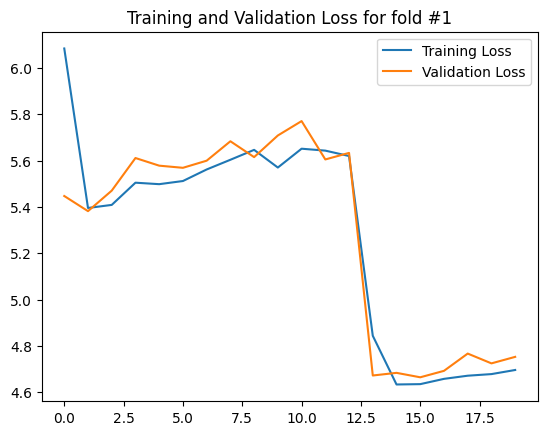 Training and Validation Loss for fold #1
Training Loss
Validation Loss
6.0
5.8
5.6
5.4
5.2
5.0
4.8
4.6
0.0 2.5 5.0 7.5 10.0 12.5 15.0 17.5